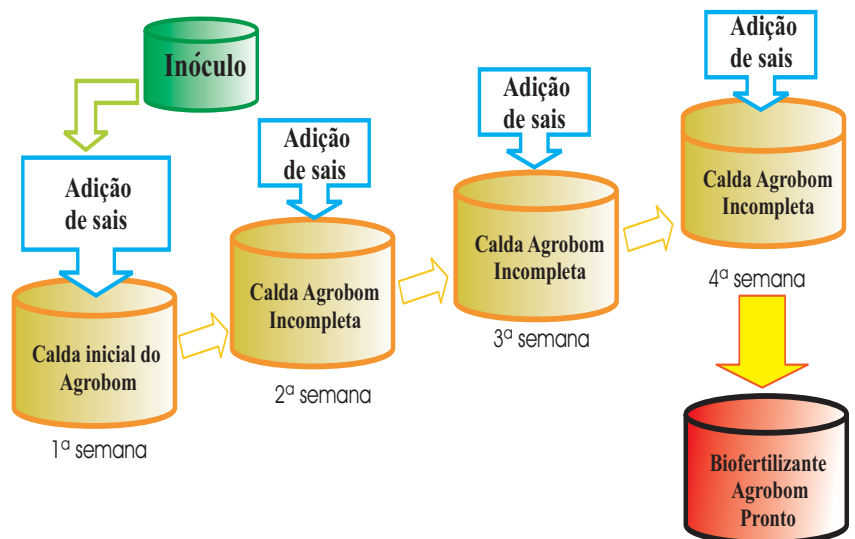 Inóculo
Adição
de sais
Calda inicial do
Agrobom
1ª semana
Adição
de sais
Calda Agrobom
Incompleta
2ª semana
Adição
de sais
Calda Agrobom
Incompleta
3ª semana
Adição
de sais
Calda Agrobom
Incompleta
4ª semana
Biofertilizante
Agrobom
Pronto